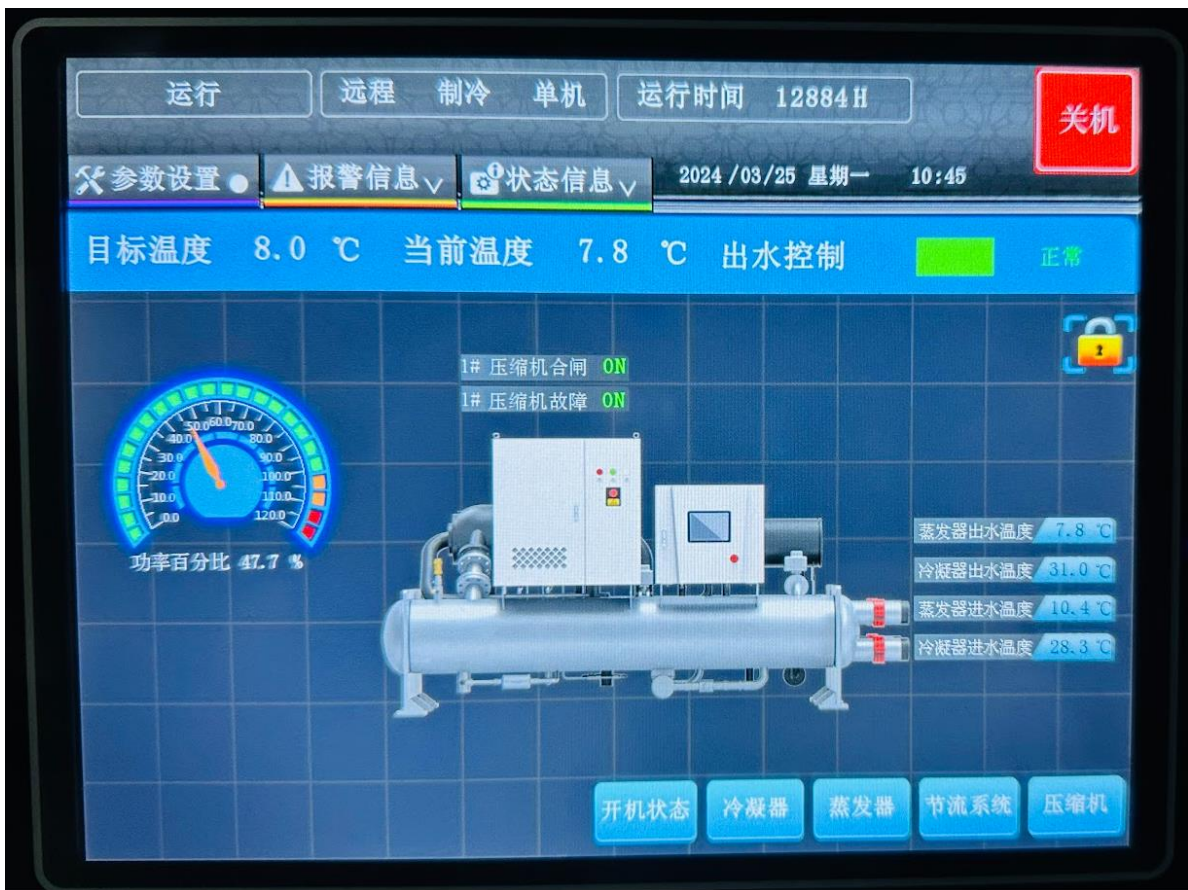 运行
远程 制冷 单机
运行时间 12884H
关机
参数设置
报警信息
状态信息
2024/03/25 星期一 10:45
目标温度 8.0 ℃ 当前温度 7.8 ℃ 出水控制 正常
1# 压缩机合闸 ON
1# 压缩机故障 ON
0.0
10.0
20.0
30.0
40.0
50.0
60.0
70.0
80.0
90.0
100.0
110.0
120.0
功率百分比 47.7 %
蒸发器出水温度 7.8 ℃
冷凝器出水温度 31.0 ℃
蒸发器进水温度 10.4 ℃
冷凝器进水温度 28.3 ℃
开机状态 冷凝器 蒸发器 节流系统 压缩机